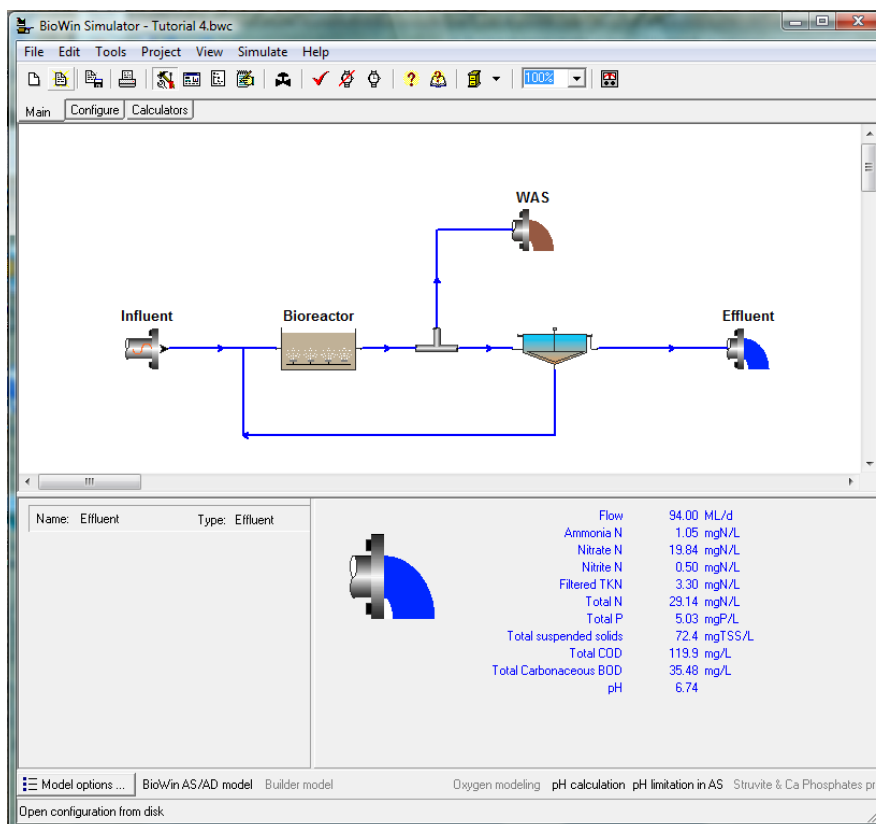 BioWin Simulator - Tutorial 4.bwc
File Edit Tools Project View Simulate Help
100%
Main Configure Calculators
WAS
Influent Bioreactor Effluent
Name: Effluent Type: Effluent
Flow 94.00 ML/d
Ammonia N 1.05 mgN/L
Nitrate N 19.84 mgN/L
Nitrite N 0.50 mgN/L
Filtered TKN 3.30 mgN/L
Total N 29.14 mgN/L
Total P 5.03 mgP/L
Total suspended solids 72.4 mgTSS/L
Total COD 119.9 mg/L
Total Carbonaceous BOD 35.48 mg/L
pH 6.74
Model options ... BioWin AS/AD model Builder model Oxygen modeling pH calculation pH limitation in AS Struvite & Ca Phosphates pr
Open configuration from disk